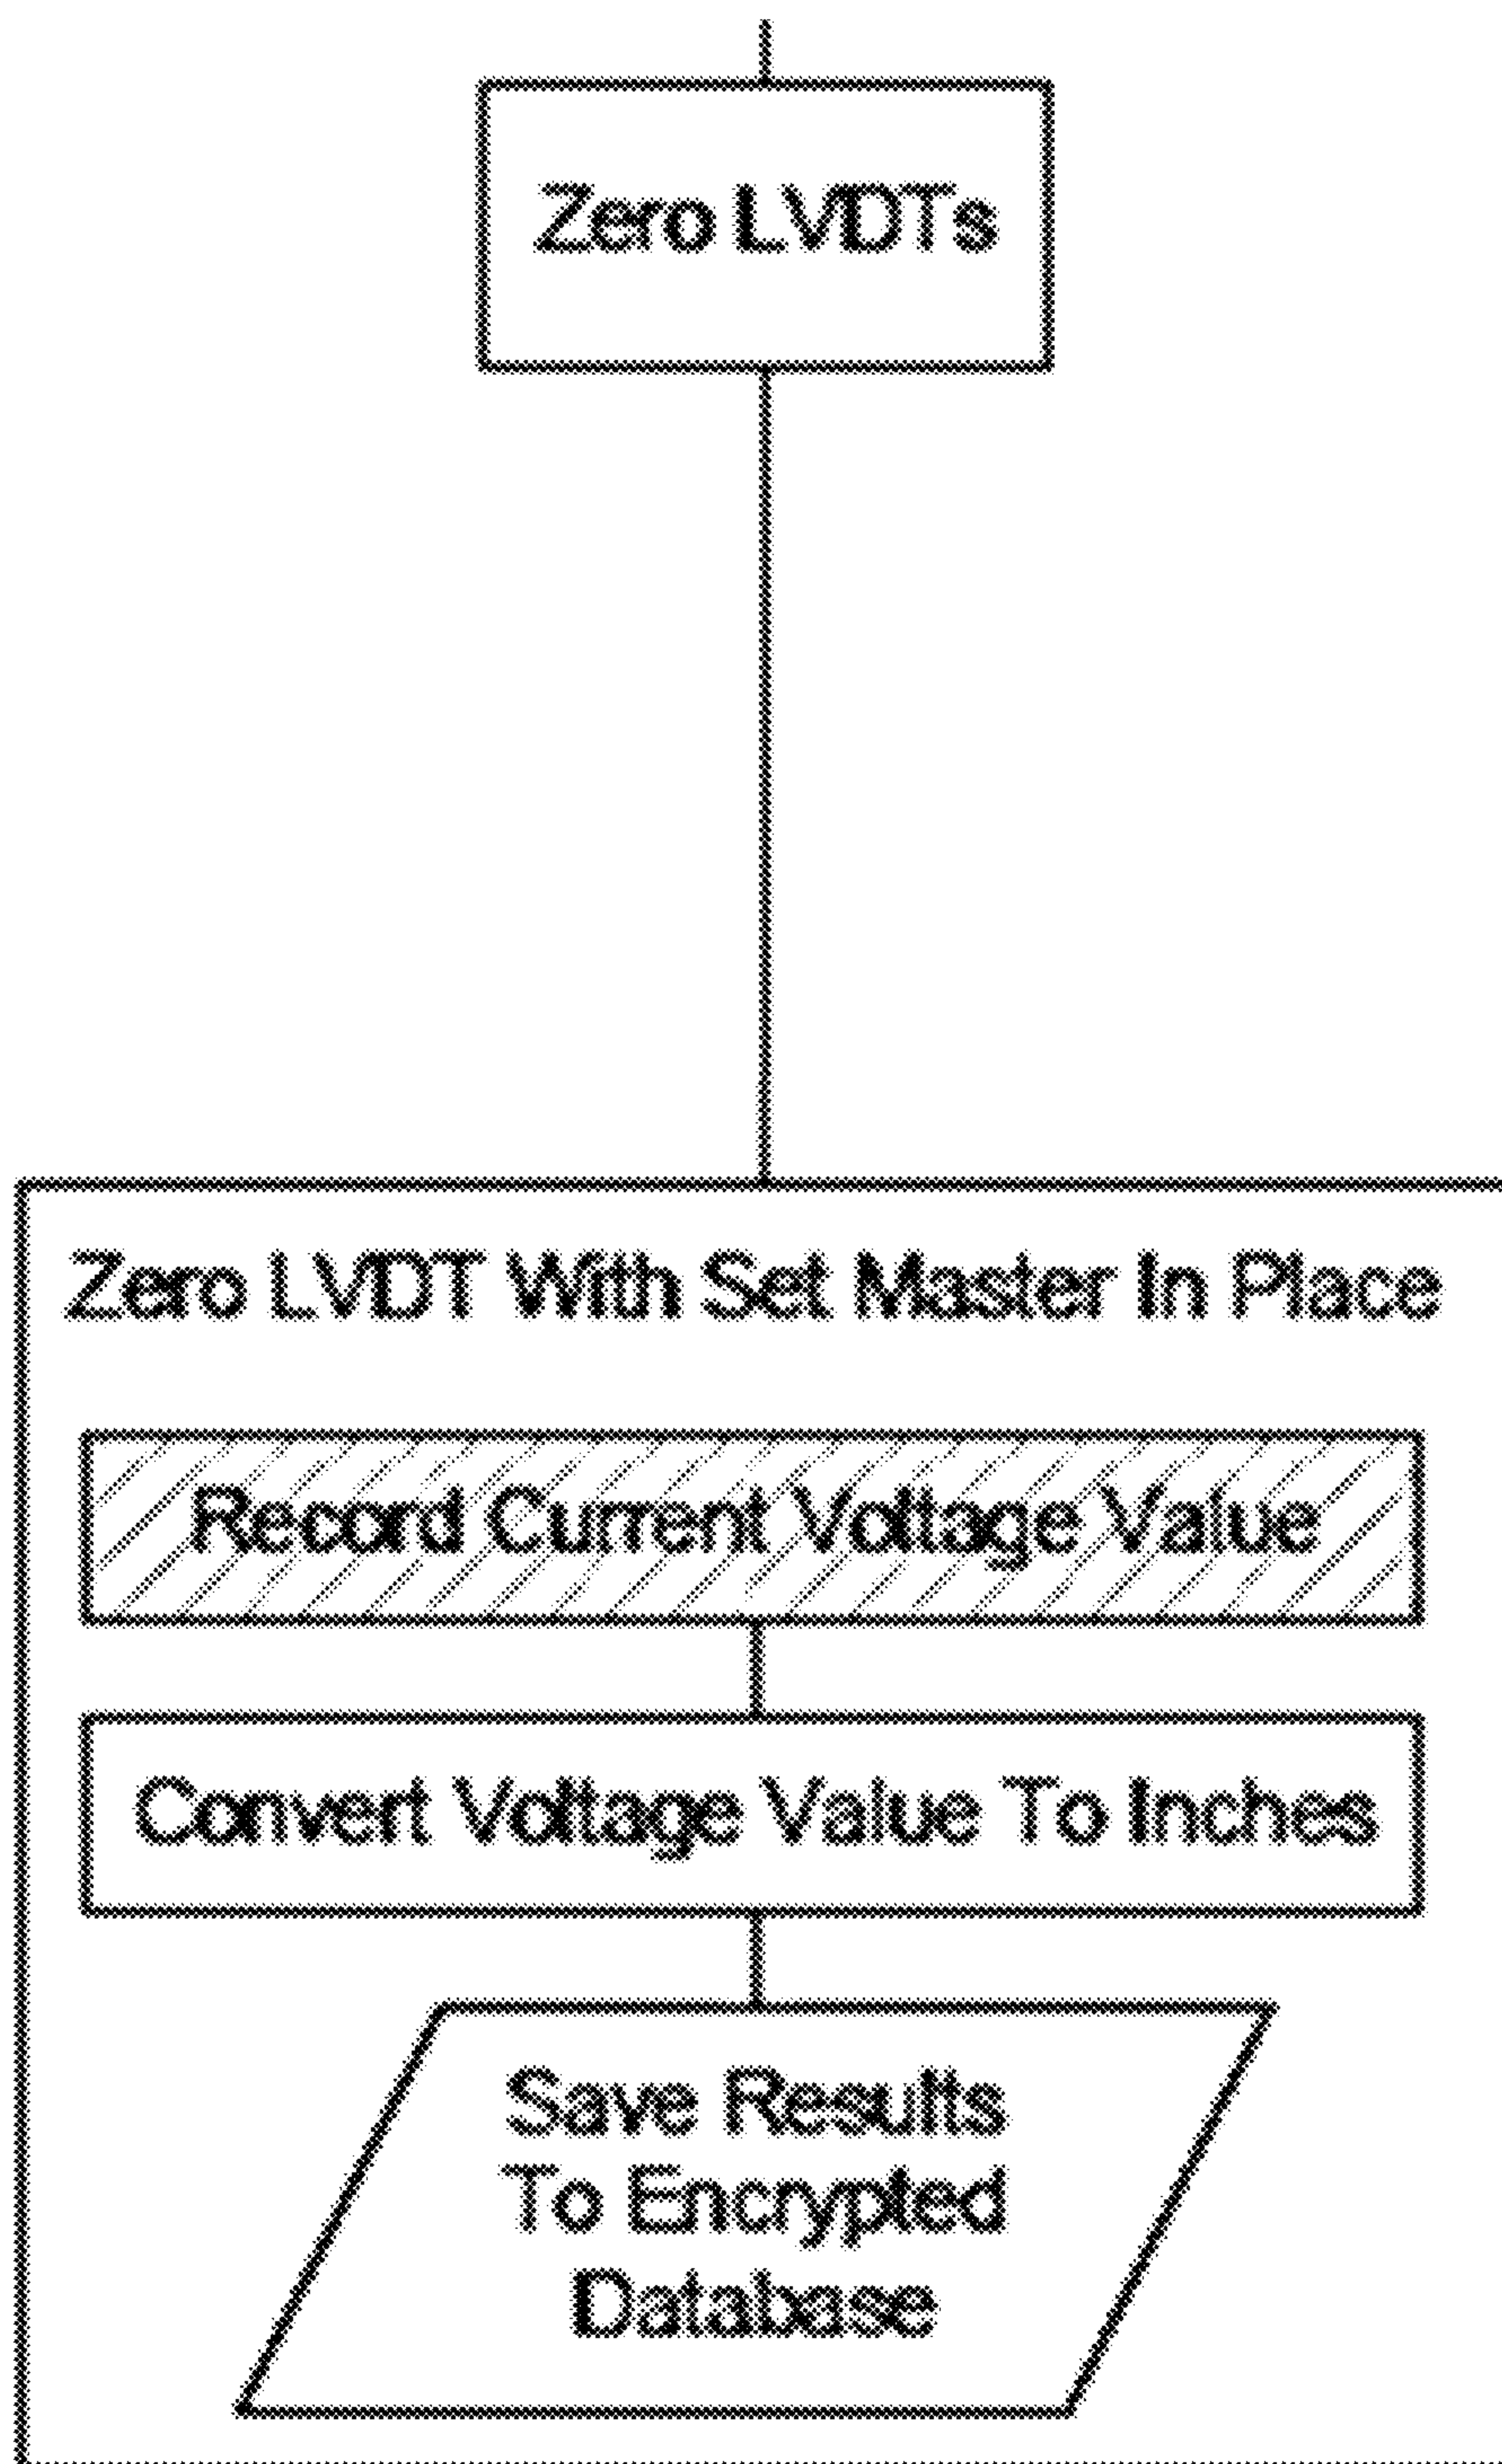 Zero LVDTs
Zero LVDT With Set Master In Place
Record Current Voltage Value
Convert Voltage Value To Inches
Save Results
To Encrypted
Database